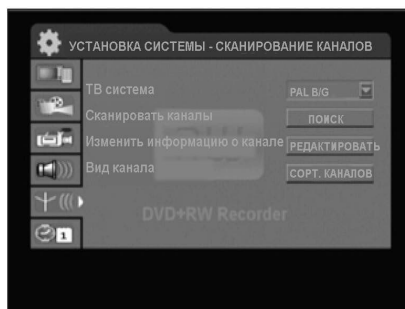 УСТАНОВКА СИСТЕМЫ - СКАНИРОВАНИЕ КАНАЛОВ
ТВ система PAL B/G
Сканировать каналы ПОИСК
Изменить информацию о канале РЕДАКТИРОВАТЬ
Вид канала СОРТ. КАНАЛОВ
DVD+RW Recorder
1